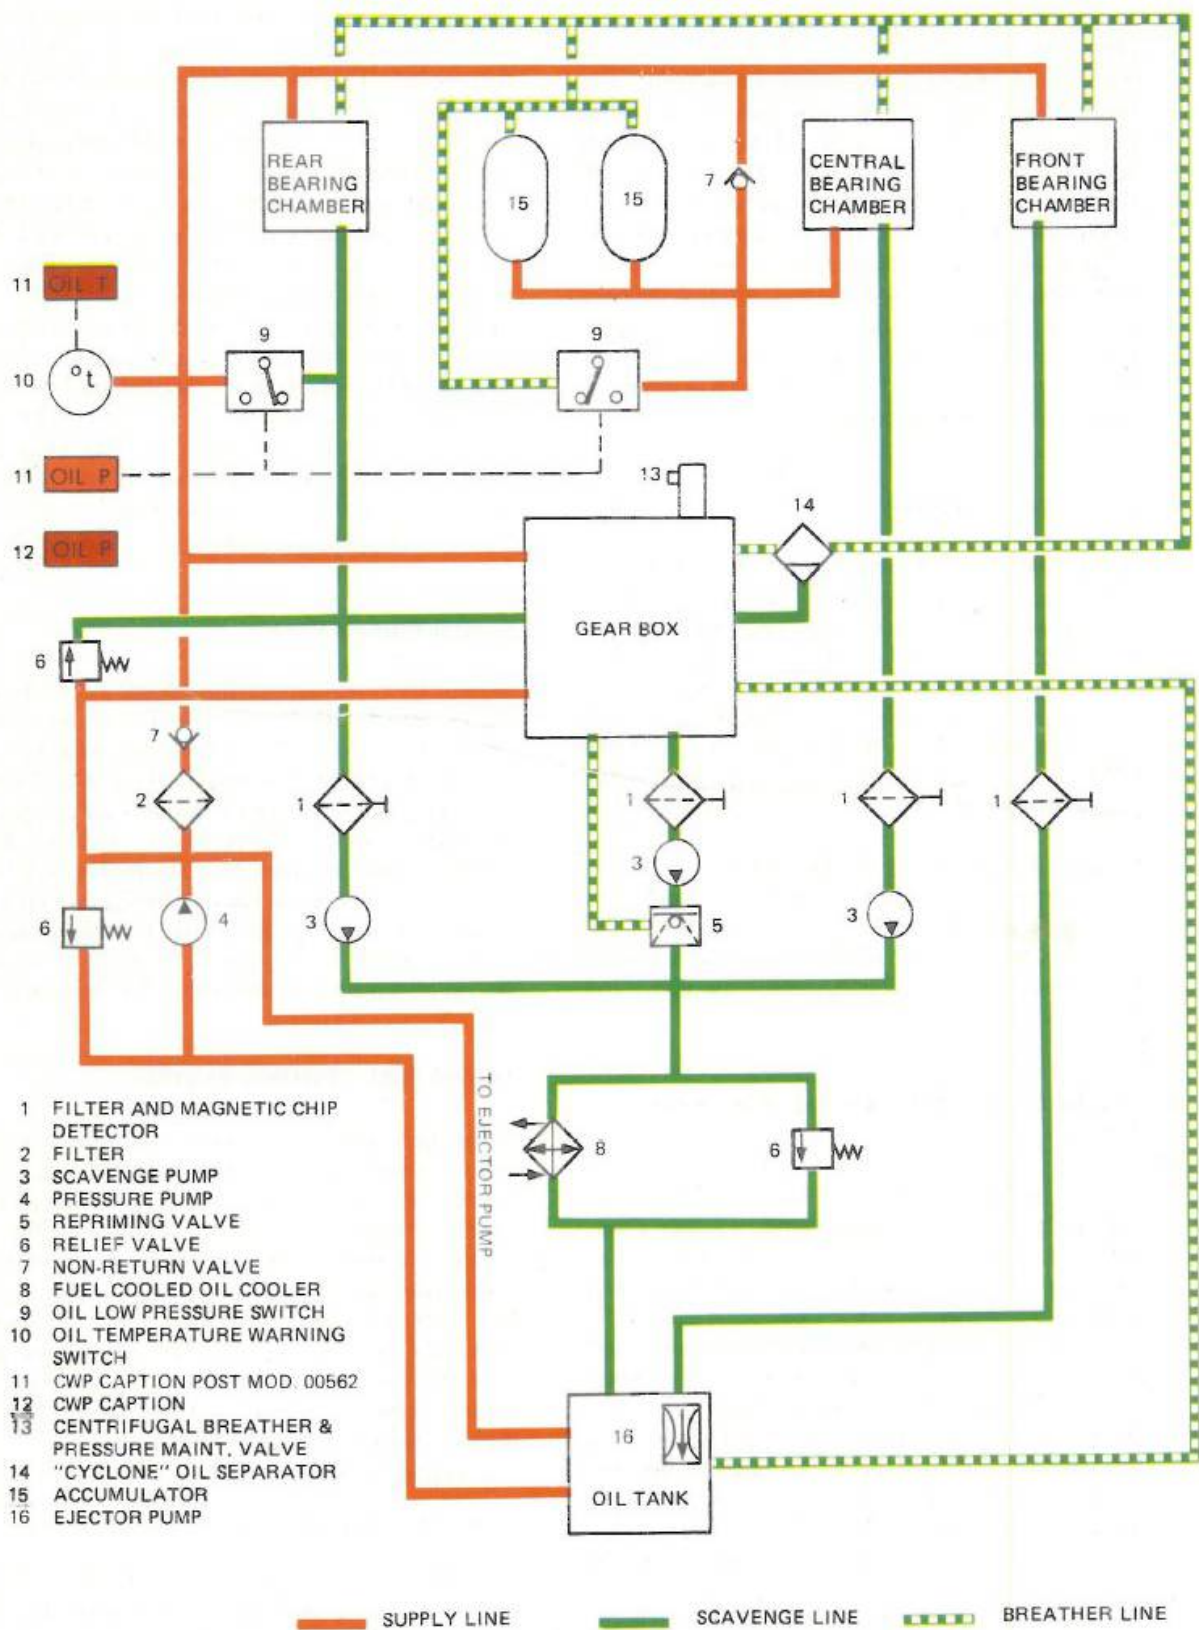 REAR
BEARING
CHAMBER
15
15
7
CENTRAL
BEARING
CHAMBER
FRONT
BEARING
CHAMBER
11 OIL T
9
9
10 °t
11 OIL P
13
14
12 OIL P
GEAR BOX
6
7
2
1
1
1
1
3
6
4
3
5
3
TO EJECTOR PUMP
8
6
1 FILTER AND MAGNETIC CHIP
DETECTOR
2 FILTER
3 SCAVENGE PUMP
4 PRESSURE PUMP
5 REPRIMING VALVE
6 RELIEF VALVE
7 NON-RETURN VALVE
8 FUEL COOLED OIL COOLER
9 OIL LOW PRESSURE SWITCH
10 OIL TEMPERATURE WARNING
SWITCH
11 CWP CAPTION POST MOD. 00562
12 CWP CAPTION
13 CENTRIFUGAL BREATHER &
PRESSURE MAINT. VALVE
14 "CYCLONE" OIL SEPARATOR
15 ACCUMULATOR
16 EJECTOR PUMP
16
OIL TANK
SUPPLY LINE
SCAVENGE LINE
BREATHER LINE